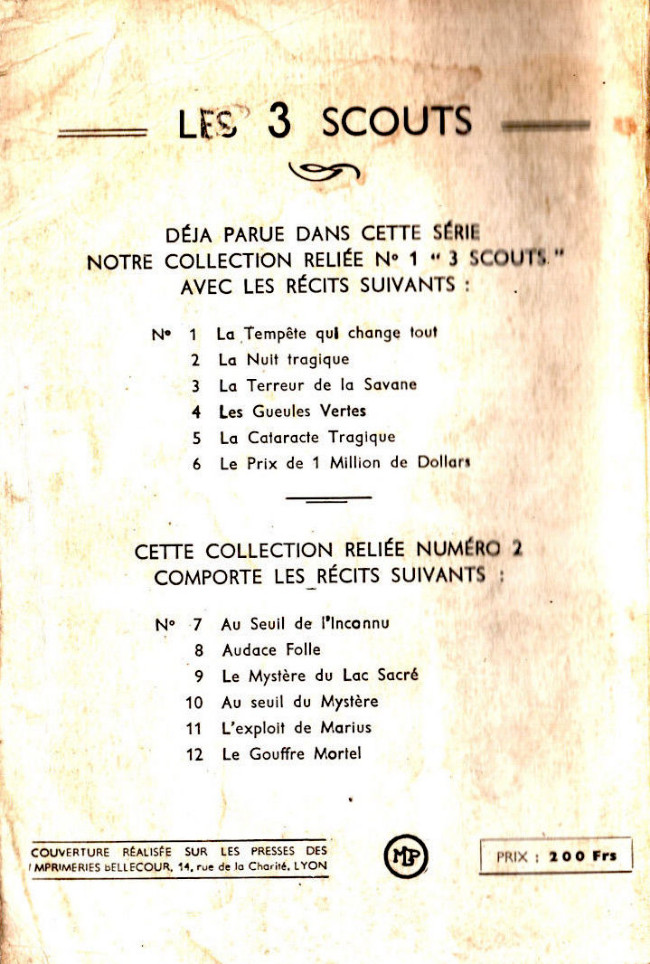 LES 3 SCOUTS
DÉJA PARUE DANS CETTE SÉRIE
NOTRE COLLECTION RELIÉE Nº 1 " 3 SCOUTS "
AVEC LES RÉCITS SUIVANTS :
Nº 1 La Tempête qui change tout
2 La Nuit tragique
3 La Terreur de la Savane
4 Les Gueules Vertes
5 La Cataracte Tragique
6 Le Prix de 1 Million de Dollars
CETTE COLLECTION RELIÉE NUMÉRO 2
COMPORTE LES RÉCITS SUIVANTS :
Nº 7 Au Seuil de l'Inconnu
8 Audace Folle
9 Le Mystère du Lac Sacré
10 Au seuil du Mystère
11 L'exploit de Marius
12 Le Gouffre Mortel
COUVERTURE RÉALISÉE SUR LES PRESSES DES
IMPRIMERIES BELLECOUR, 14, rue de la Charité, LYON
MP
PRIX : 200 Frs